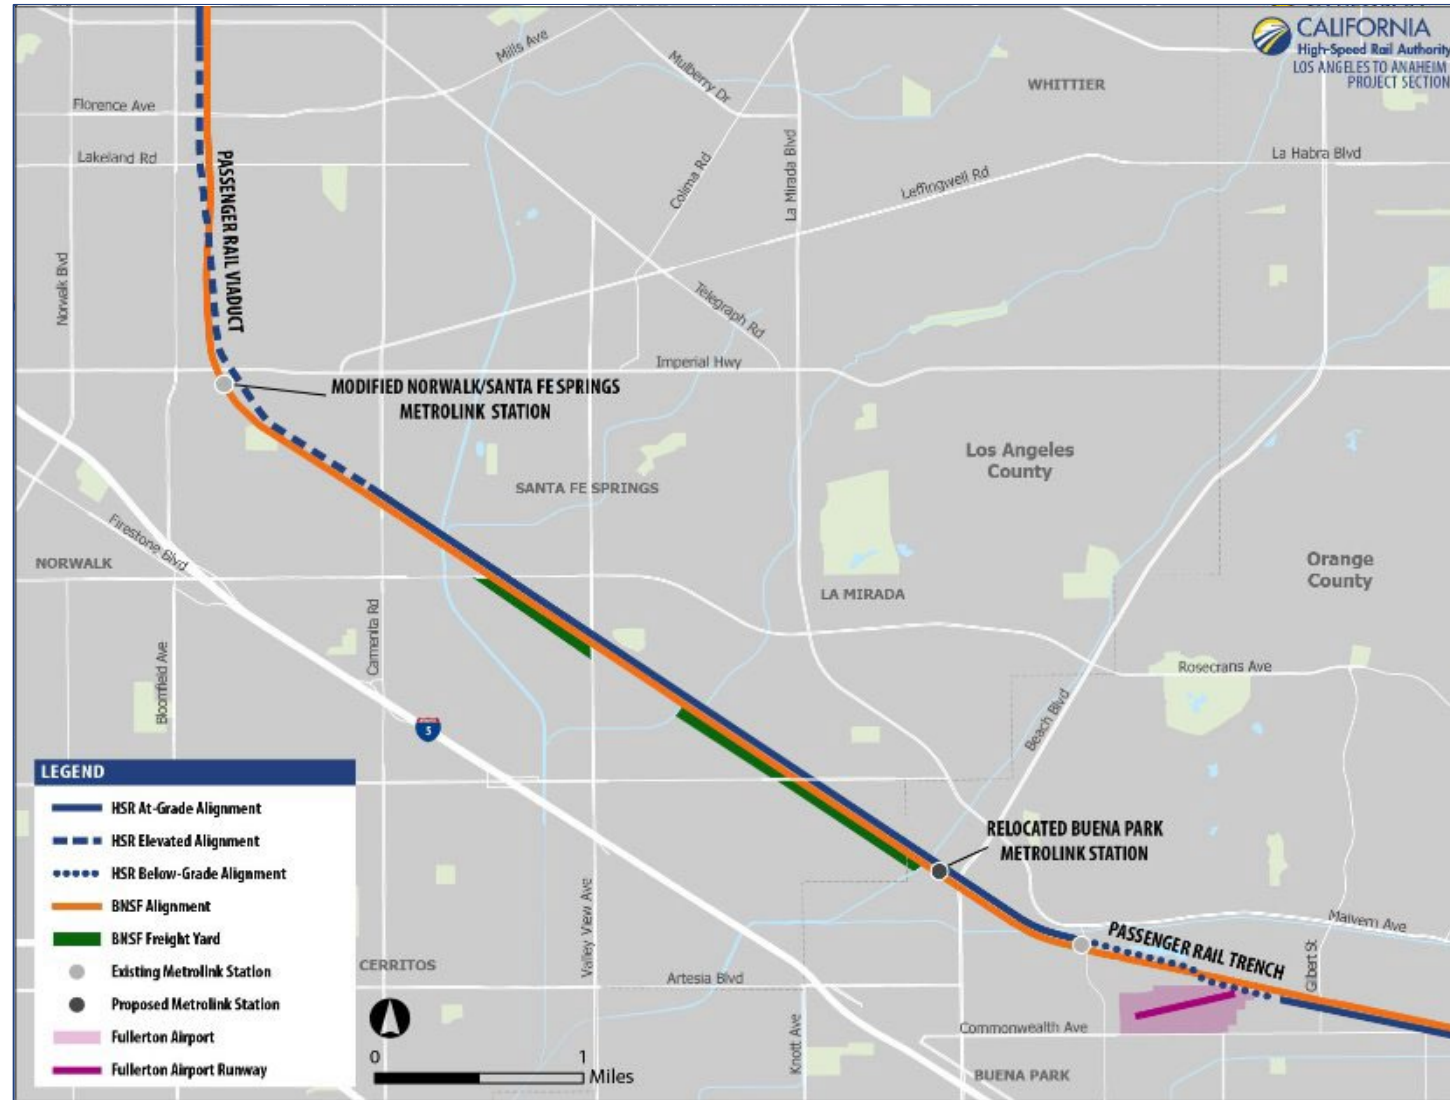 CALIFORNIA
High-Speed Rail Authority
LOS ANGELES TO ANAHEIM
PROJECT SECTION
Mills Ave
Mulberry Dr
WHITTIER
Florence Ave
Lakeland Rd
La Habra Blvd
PASSENGER RAIL VIADUCT
Colima Rd
La Mirada Blvd
Leffingwell Rd
Norwalk Blvd
Telegraph Rd
Imperial Hwy
MODIFIED NORWALK/SANTA FE SPRINGS
METROLINK STATION
Los Angeles
County
SANTA FE SPRINGS
Firestone Blvd
NORWALK
Orange
County
LA MIRADA
Carmenita Rd
Bloomfield Ave
Rosecrans Ave
Beach Blvd
5
LEGEND
HSR At-Grade Alignment
HSR Elevated Alignment
HSR Below-Grade Alignment
BNSF Alignment
BNSF Freight Yard
Existing Metrolink Station
Proposed Metrolink Station
Fullerton Airport
Fullerton Airport Runway
RELOCATED BUENA PARK
METROLINK STATION
Valley View Ave
Malvern Ave
PASSENGER RAIL TRENCH
Gilbert St
CERRITOS
Artesia Blvd
Knott Ave
Commonwealth Ave
BUENA PARK
0 1
Miles